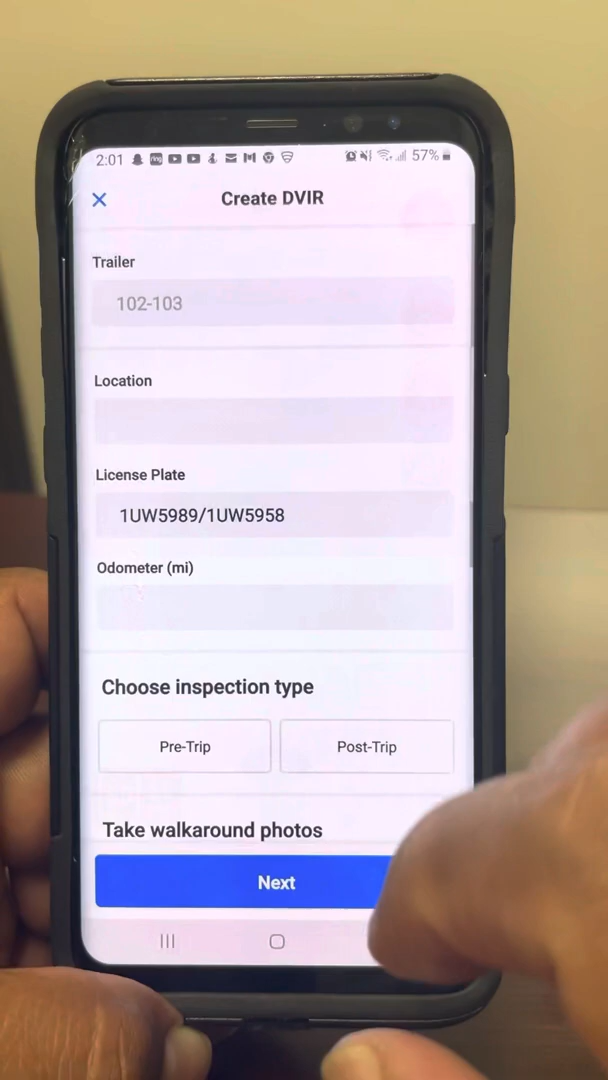 2:01 ring 57%
Create DVIR
Trailer
102-103
Location
License Plate
1UW5989/1UW5958
Odometer (mi)
Choose inspection type
Pre-Trip Post-Trip
Take walkaround photos
Next